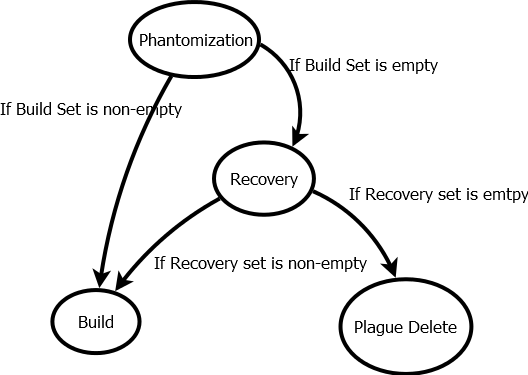 Phantomization
If Build Set is empty
If Build Set is non-empty
Recovery
If Recovery set is emtpy
If Recovery set is non-empty
Build
Plague Delete